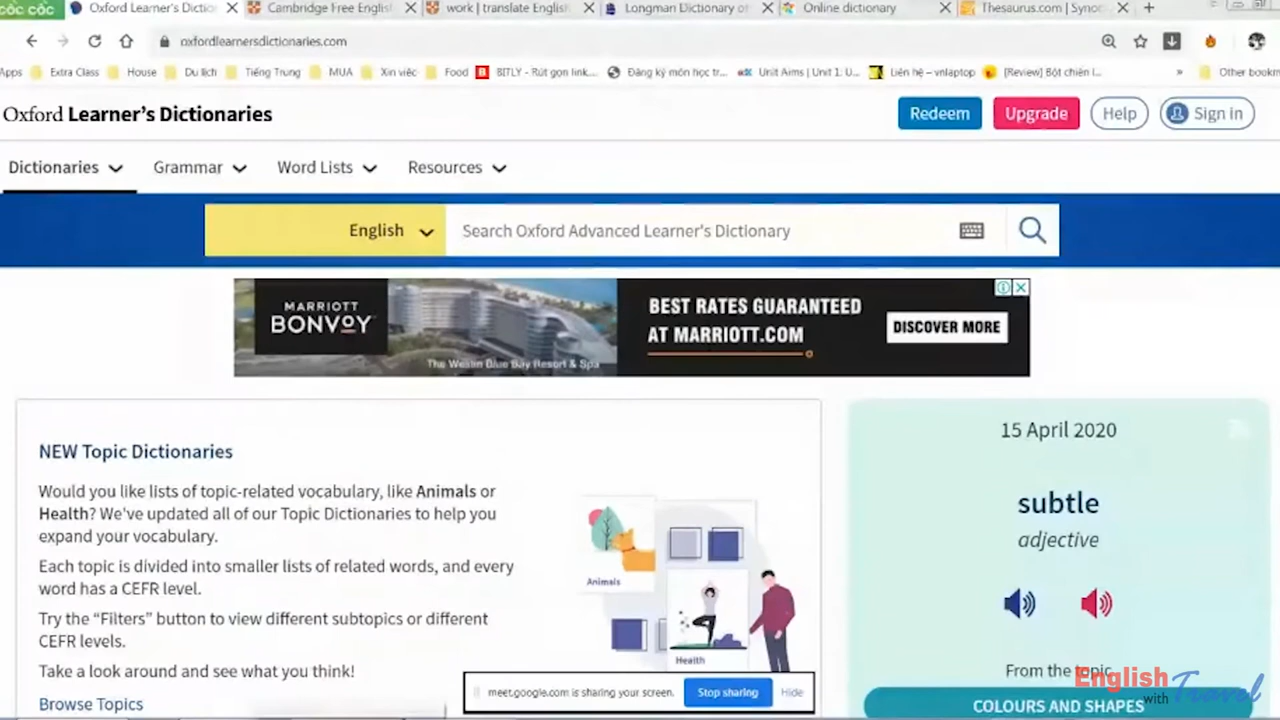 cốc cốc
Oxford Learner's Dictio
Cambridge Free English
work | translate English
Longman Dictionary of
Online dictionary
Thesaurus.com | Syno
oxfordlearnersdictionaries.com
Apps
Extra Class
House
Du lich
Tiếng Trung
MUA
Xin việc
Food
BITLY - Rút gọn link,...
Đăng ký môn học tr...
Unit Aims | Unit 1: U...
Liên hệ – vnlaptop
[Review] Bột chiên l...
»
Other bookm
Oxford Learner's Dictionaries
Redeem
Upgrade
Help
Sign in
Dictionaries
Grammar
Word Lists
Resources
English
Search Oxford Advanced Learner's Dictionary
MARRIOTT
BONVOY
The Westin Blue Bay Resort & Spa
BEST RATES GUARANTEED
AT MARRIOTT.COM
DISCOVER MORE
NEW Topic Dictionaries
Would you like lists of topic-related vocabulary, like Animals or
Health? We've updated all of our Topic Dictionaries to help you
expand your vocabulary.
Each topic is divided into smaller lists of related words, and every
word has a CEFR level.
Try the “Filters” button to view different subtopics or different
CEFR levels.
Take a look around and see what you think!
Browse Topics
Animals
Health
15 April 2020
subtle
adjective
From the topic
COLOURS AND SHAPES
meet.google.com is sharing your screen.
Stop sharing
Hide
English
with Travel